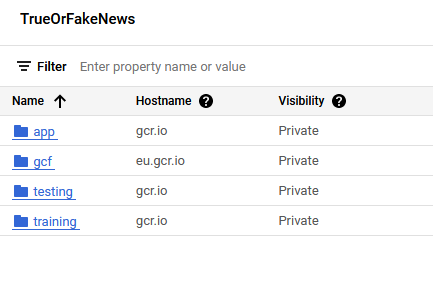 TrueOrFakeNews
Filter Enter property name or value
Name Hostname Visibility
app gcr.io Private
gcf eu.gcr.io Private
testing gcr.io Private
training gcr.io Private